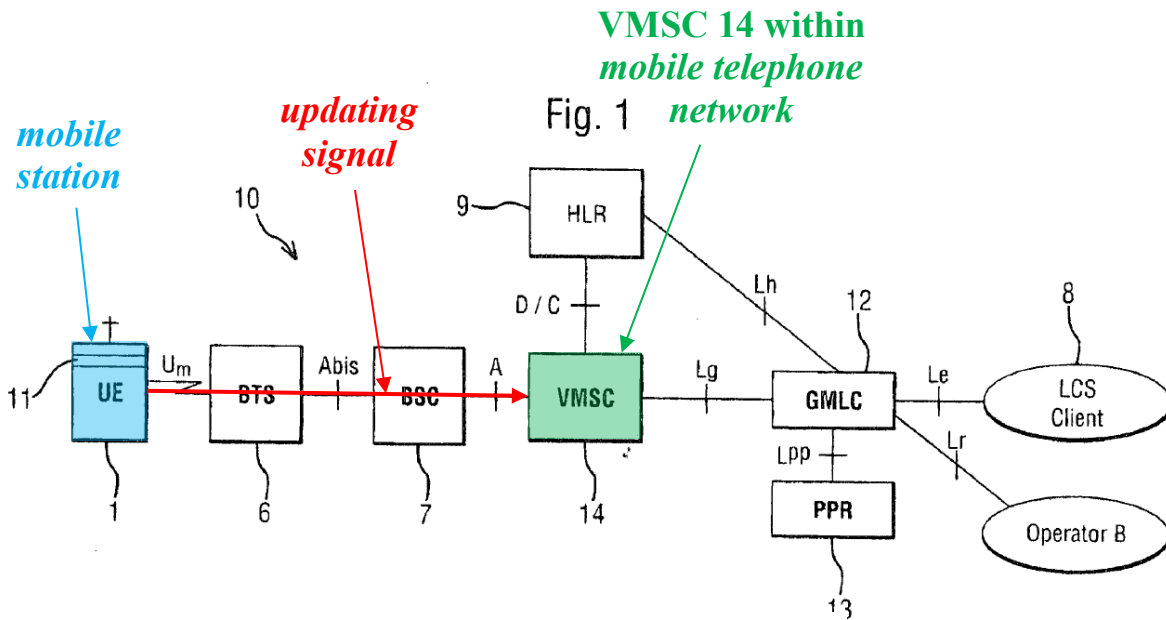 VMSC 14 within
mobile telephone
network
updating
signal
Fig. 1
mobile
station
10
9
HLR
D / C
Lh
12
8
11
UE
Um
BTS
Abis
BSC
A
VMSC
Lg
GMLC
Le
LCS
Client
Lr
Lpp
1
6
7
14
PPR
Operator B
13